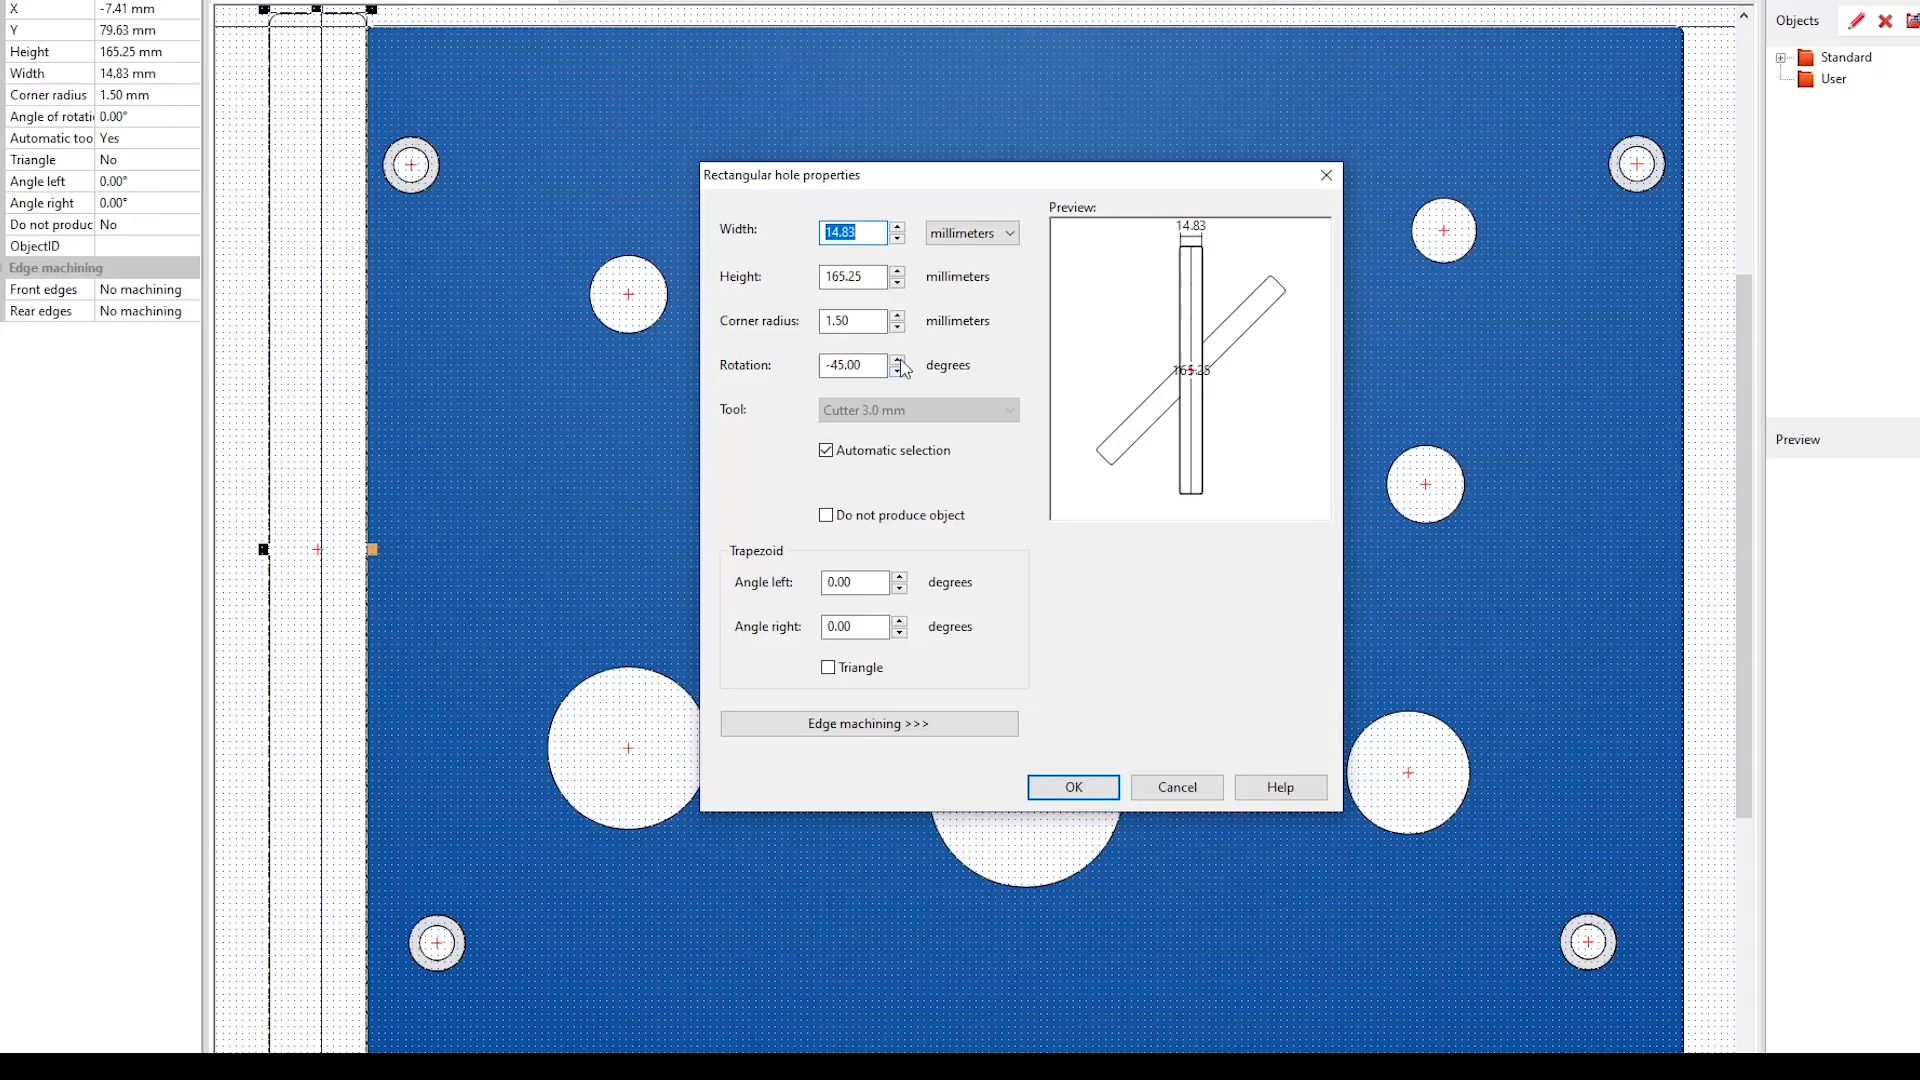 X -7.41 mm
Y 79.63 mm
Height 165.25 mm
Width 14.83 mm
Corner radius 1.50 mm
Angle of rotati 0.00°
Automatic too Yes
Triangle No
Angle left 0.00°
Angle right 0.00°
Do not produc No
ObjectID
Edge machining
Front edges No machining
Rear edges No machining
Rectangular hole properties
Width: 14.83 millimeters
Height: 165.25 millimeters
Corner radius: 1.50 millimeters
Rotation: -45.00 degrees
Tool: Cutter 3.0 mm
Automatic selection
Do not produce object
Trapezoid
Angle left: 0.00 degrees
Angle right: 0.00 degrees
Triangle
Edge machining >>>
Preview:
14.83
165.25
OK Cancel Help
Objects
Standard
User
Preview